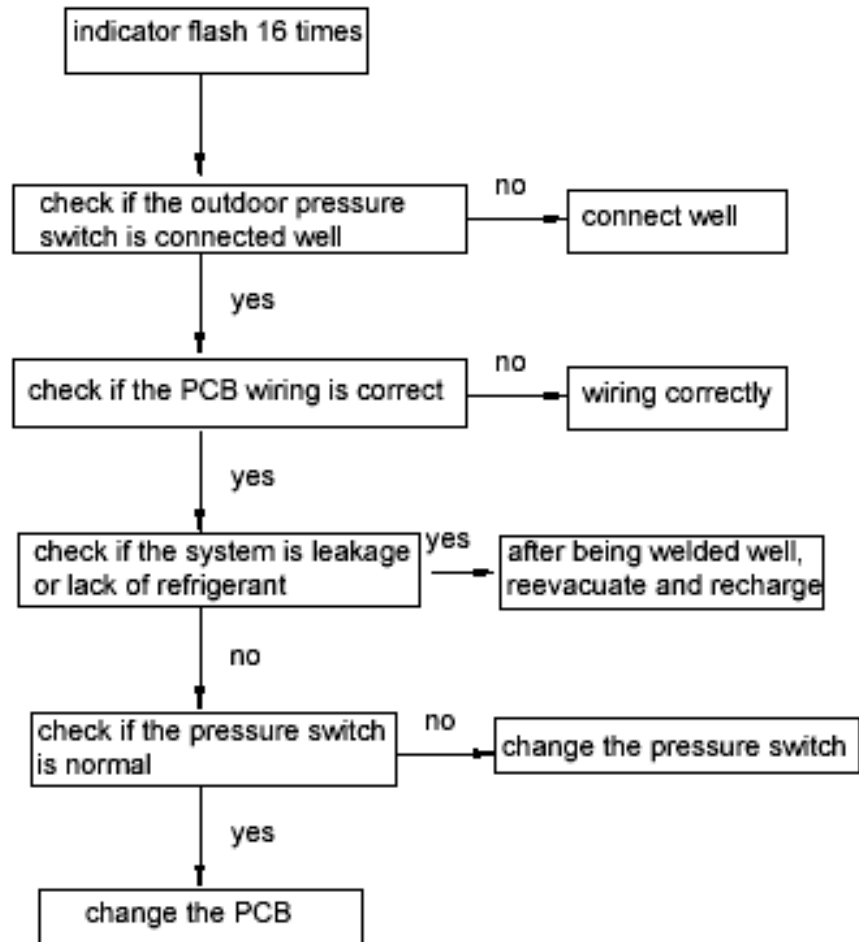 indicator flash 16 times
check if the outdoor pressure
switch is connected well
no
connect well
yes
check if the PCB wiring is correct
no
wiring correctly
yes
check if the system is leakage
or lack of refrigerant
yes
after being welded well,
reevacuate and recharge
no
check if the pressure switch
is normal
no
change the pressure switch
yes
change the PCB